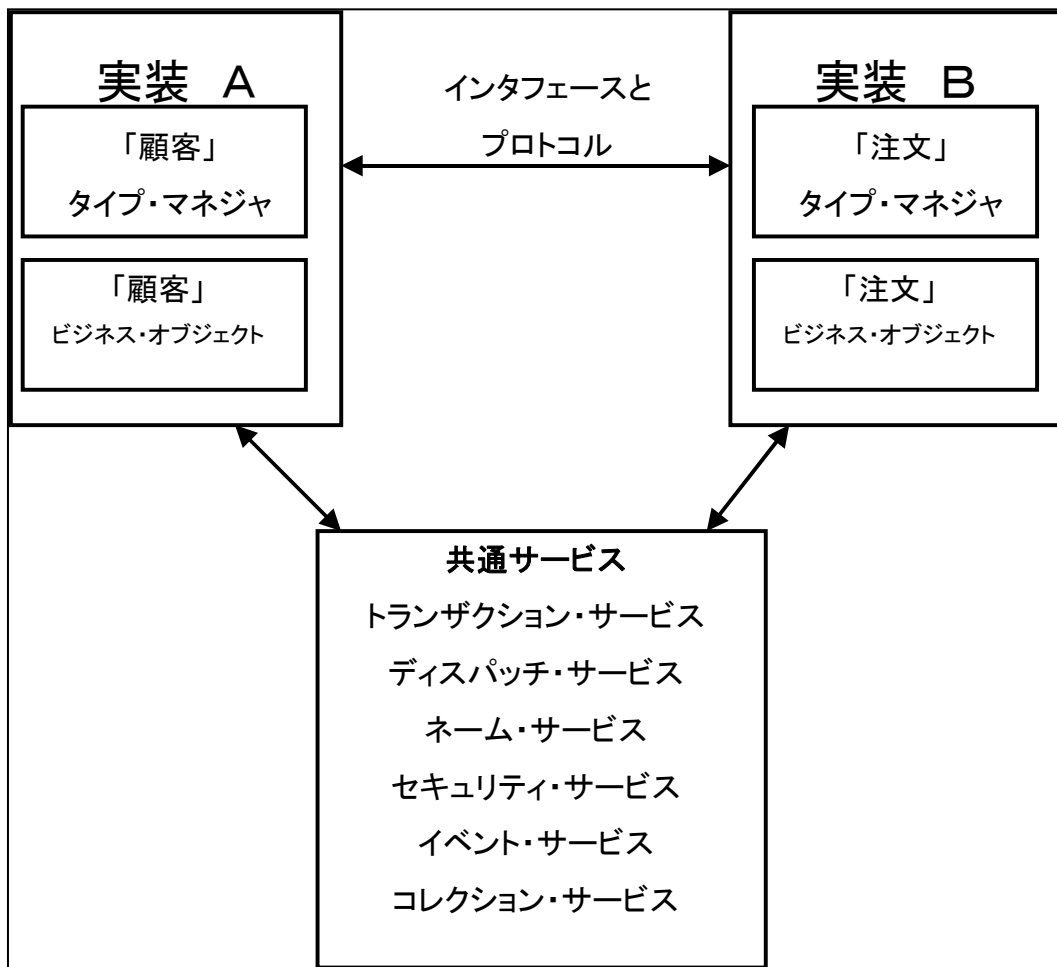 実装 A
「顧客」
タイプ・マネジャ
「顧客」
ビジネス・オブジェクト
インタフェースと
プロトコル
実装 B
「注文」
タイプ・マネジャ
「注文」
ビジネス・オブジェクト
共通サービス
トランザクション・サービス
ディスパッチ・サービス
ネーム・サービス
セキュリティ・サービス
イベント・サービス
コレクション・サービス